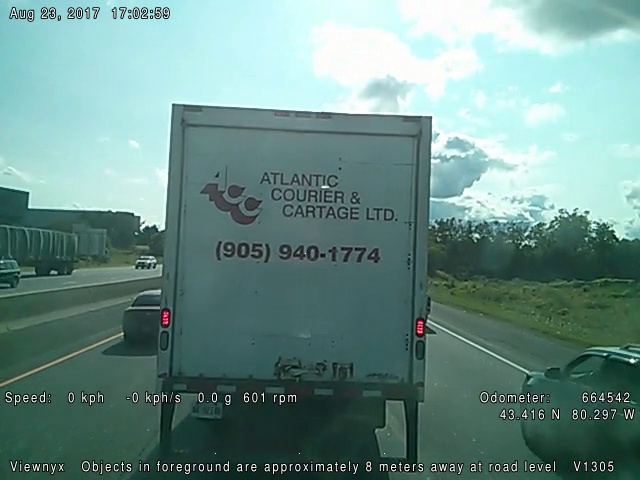 Aug 23, 2017 17:02:59
acc
ATLANTIC
COURIER &
CARTAGE LTD.
(905) 940-1774
Speed: 0 kph -0 kph/s 0.0 g 601 rpm
Odometer: 664542
43.416 N 80.297 W
Viewnyx Objects in foreground are approximately 8 meters away at road level V1305